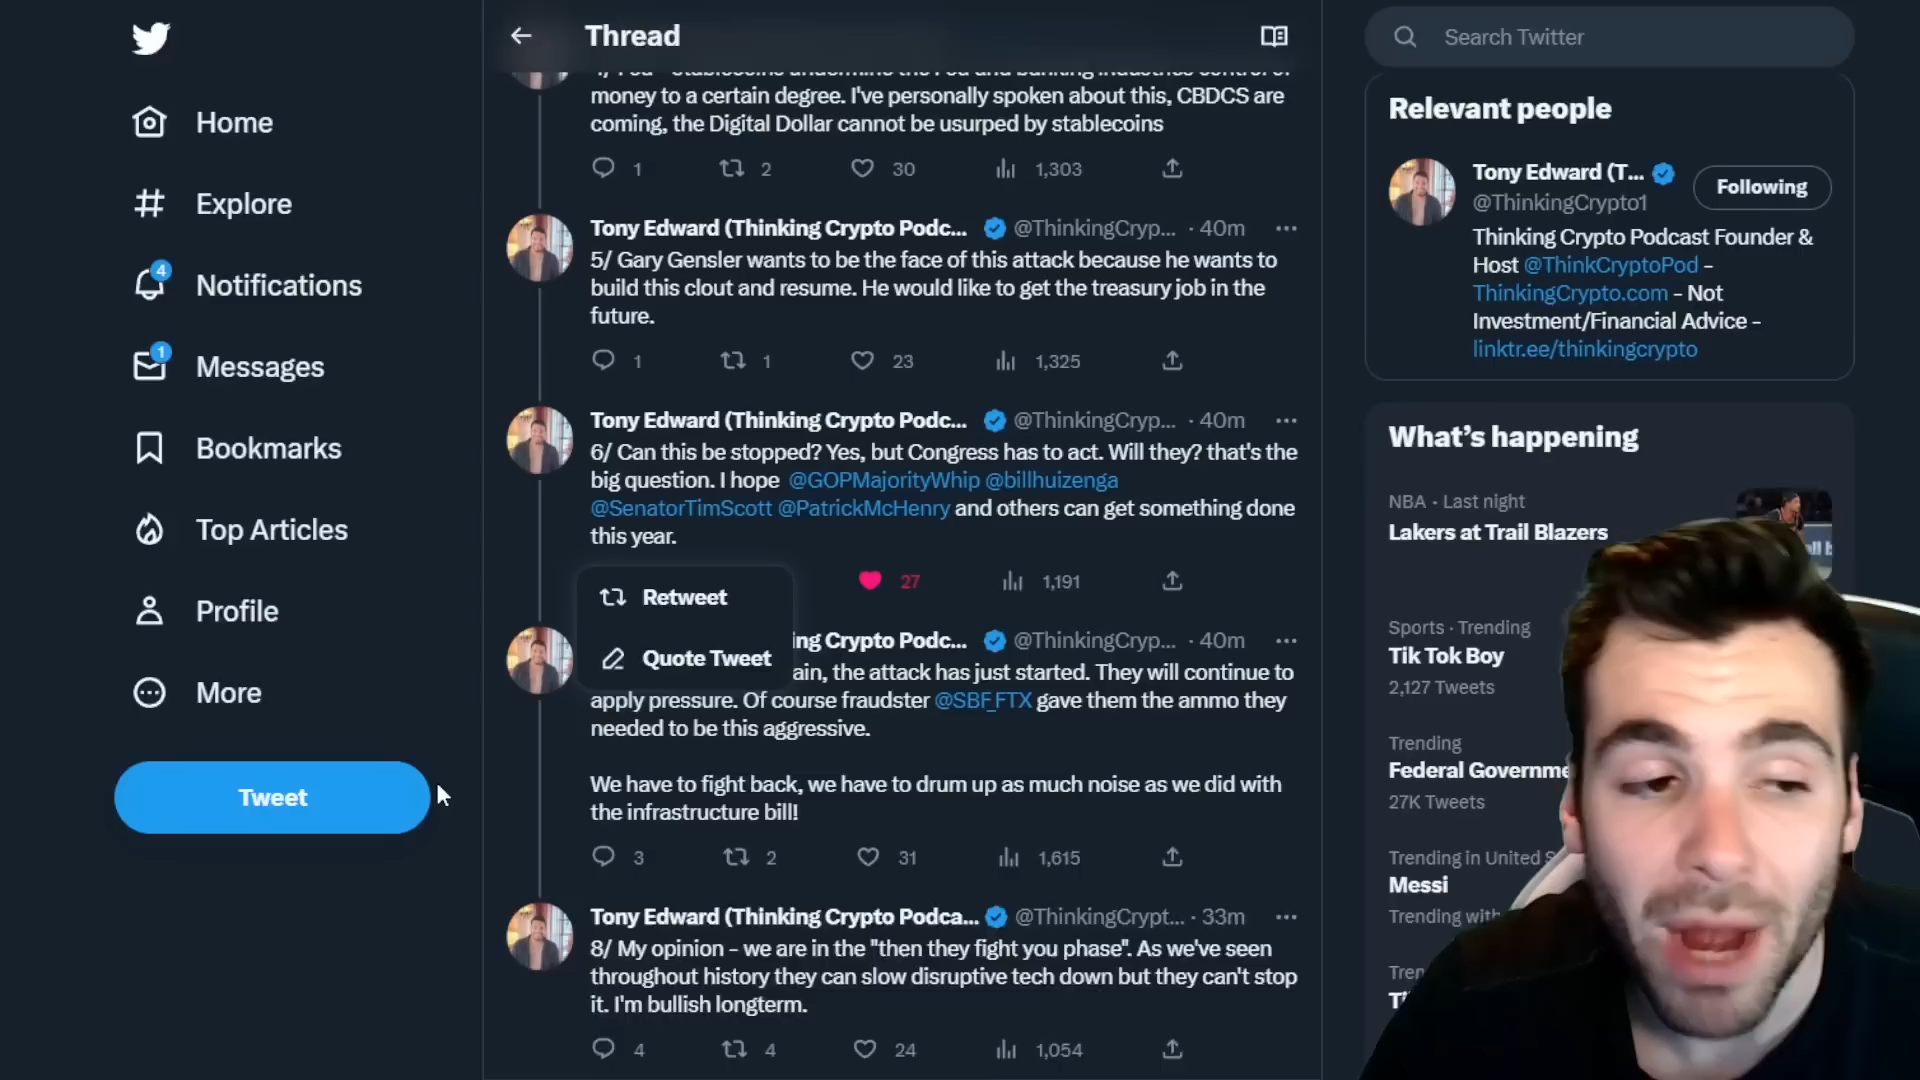 Home
Explore
4
Notifications
1
Messages
Bookmarks
Top Articles
Profile
More
Tweet
Thread
money to a certain degree. I've personally spoken about this, CBDCS are
coming, the Digital Dollar cannot be usurped by stablecoins
1 2 30 1,303
Tony Edward (Thinking Crypto Podc... @ThinkingCryp... · 40m ···
5/ Gary Gensler wants to be the face of this attack because he wants to
build this clout and resume. He would like to get the treasury job in the
future.
1 1 23 1,325
Tony Edward (Thinking Crypto Podc... @ThinkingCryp... · 40m ···
6/ Can this be stopped? Yes, but Congress has to act. Will they? that's the
big question. I hope @GOPMajorityWhip @billhuizenga
@SenatorTimScott @PatrickMcHenry and others can get something done
this year.
27 1,191
Retweet
Quote Tweet
ing Crypto Podc... @ThinkingCryp... · 40m ···
ain, the attack has just started. They will continue to
apply pressure. Of course fraudster @SBF_FTX gave them the ammo they
needed to be this aggressive.
We have to fight back, we have to drum up as much noise as we did with
the infrastructure bill!
3 2 31 1,615
Tony Edward (Thinking Crypto Podca... @ThinkingCrypt... · 33m ···
8/ My opinion - we are in the "then they fight you phase". As we've seen
throughout history they can slow disruptive tech down but they can't stop
it. I'm bullish longterm.
4 4 24 1,054
Search Twitter
Relevant people
Tony Edward (T...
Following
@ThinkingCrypto1
Thinking Crypto Podcast Founder &
Host @ThinkCryptoPod -
ThinkingCrypto.com - Not
Investment/Financial Advice -
linktr.ee/thinkingcrypto
What's happening
NBA · Last night
Lakers at Trail Blazers
Sports · Trending
Tik Tok Boy
2,127 Tweets
Trending
Federal Governme
27K Tweets
Trending in United S
Messi
Trending with
Tren